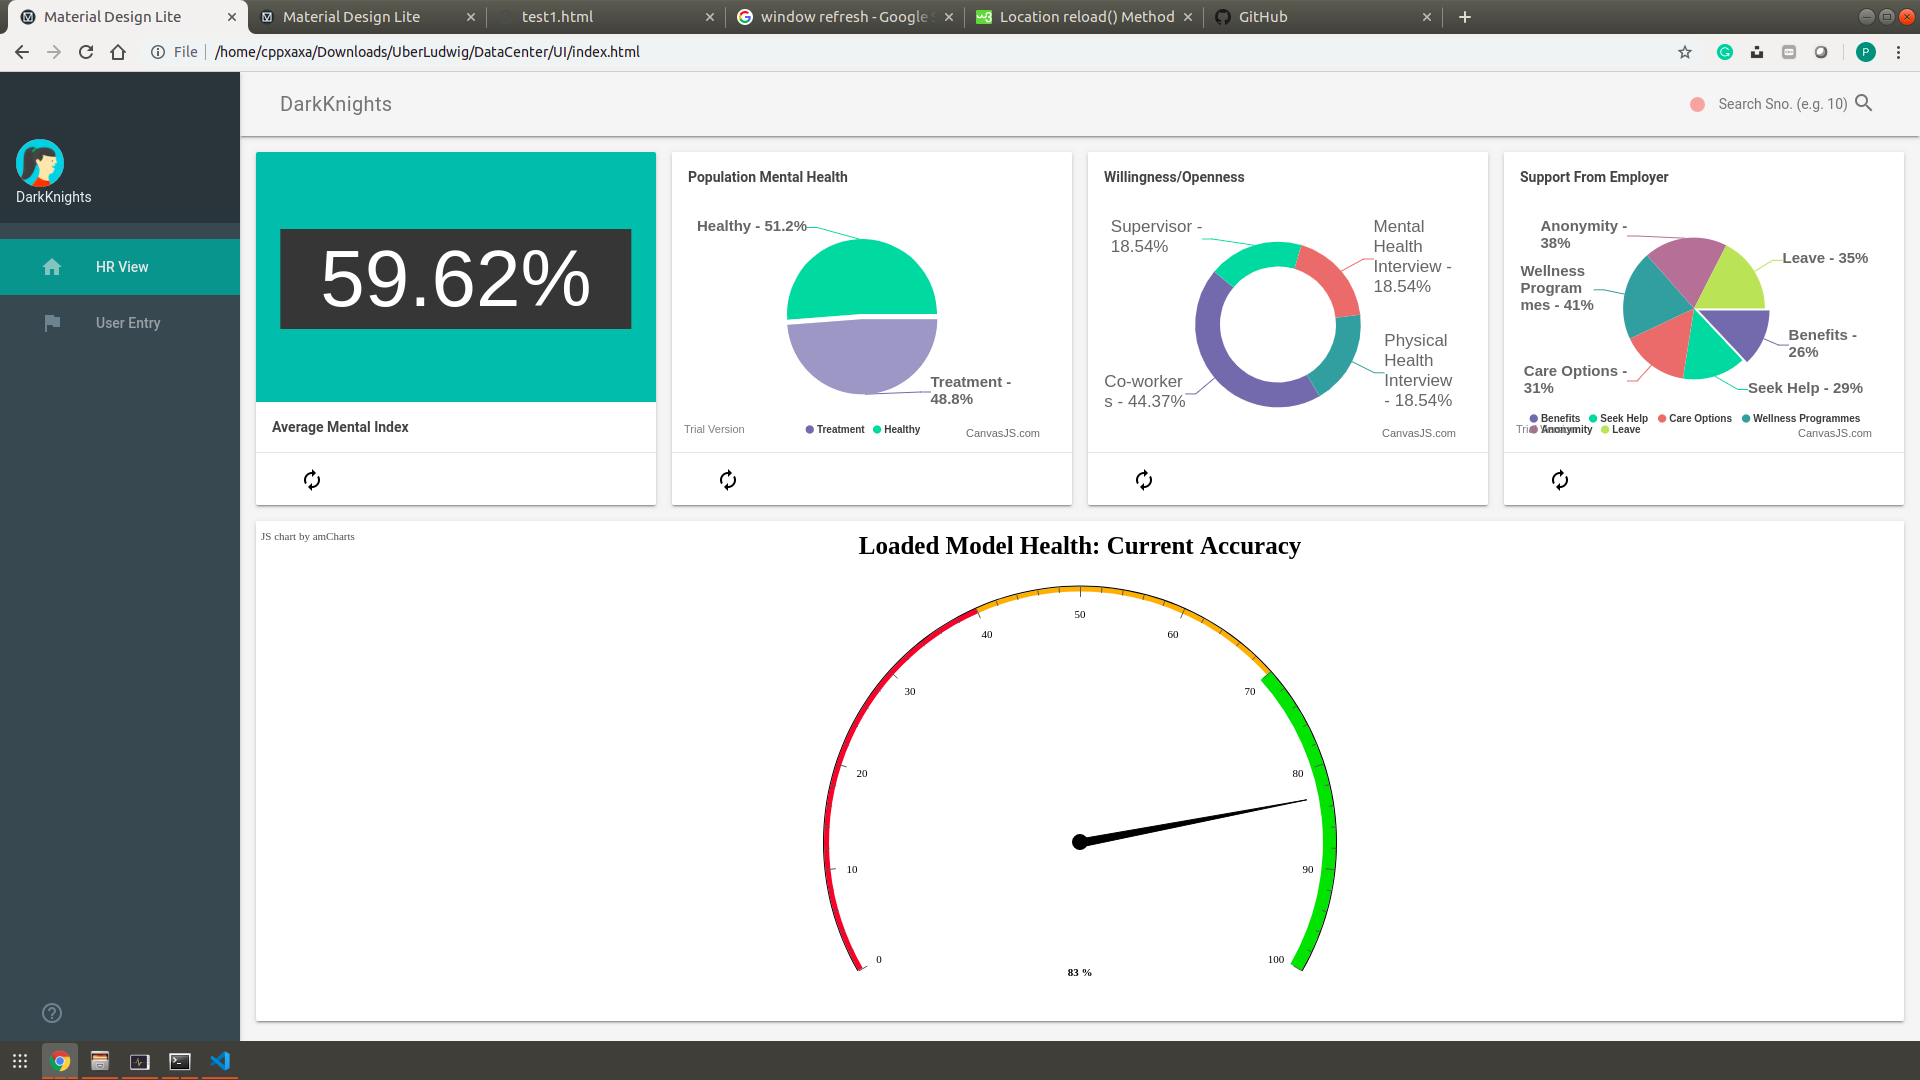 Material Design Lite
Material Design Lite
test1.html
window refresh - Google
Location reload() Method
GitHub
File
/home/cppxaxa/Downloads/UberLudwig/DataCenter/UI/index.html
P
DarkKnights
Search Sno. (e.g. 10)
DarkKnights
HR View
User Entry
59.62%
Average Mental Index
Population Mental Health
Healthy - 51.2%
Treatment -
48.8%
Trial Version
Treatment
Healthy
CanvasJS.com
Willingness/Openness
Supervisor -
18.54%
Mental
Health
Interview -
18.54%
Physical
Health
Interview
- 18.54%
Co-worker
s - 44.37%
CanvasJS.com
Support From Employer
Anonymity -
38%
Leave - 35%
Wellness
Program
mes - 41%
Benefits -
26%
Care Options -
31%
Seek Help - 29%
Benefits
Seek Help
Care Options
Wellness Programmes
Anonymity
Leave
CanvasJS.com
JS chart by amCharts
Loaded Model Health: Current Accuracy
0
10
20
30
40
50
60
70
80
90
100
83 %